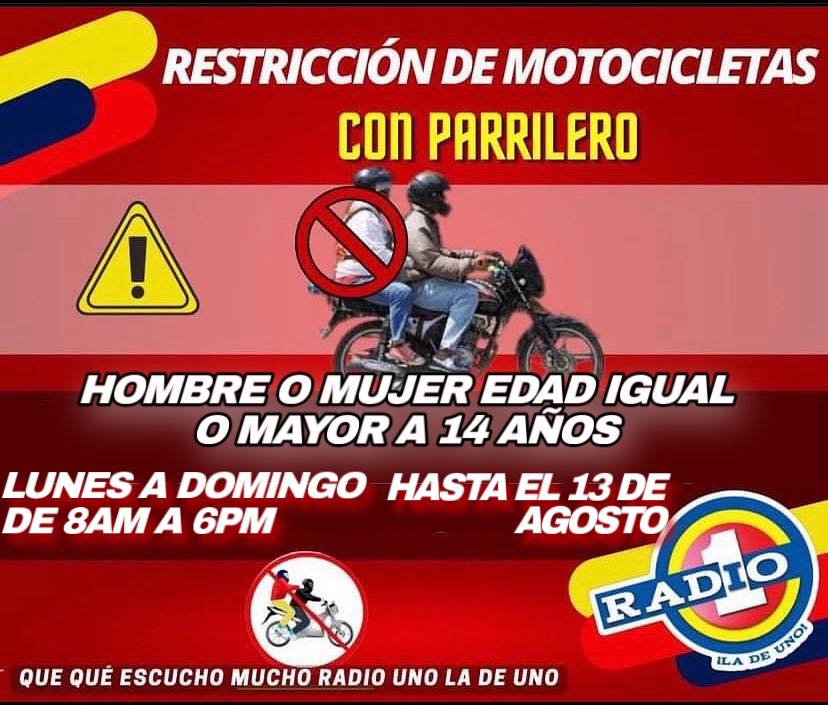 RESTRICCIÓN DE MOTOCICLETAS
CON PARRILERO
HOMBRE O MUJER EDAD IGUAL
O MAYOR A 14 AÑOS
LUNES A DOMINGO
DE 8AM A 6PM
HASTA EL 13 DE
AGOSTO
RADIO
1
¡LA DE UNO!
QUE QUÉ ESCUCHO MUCHO RADIO UNO LA DE UNO